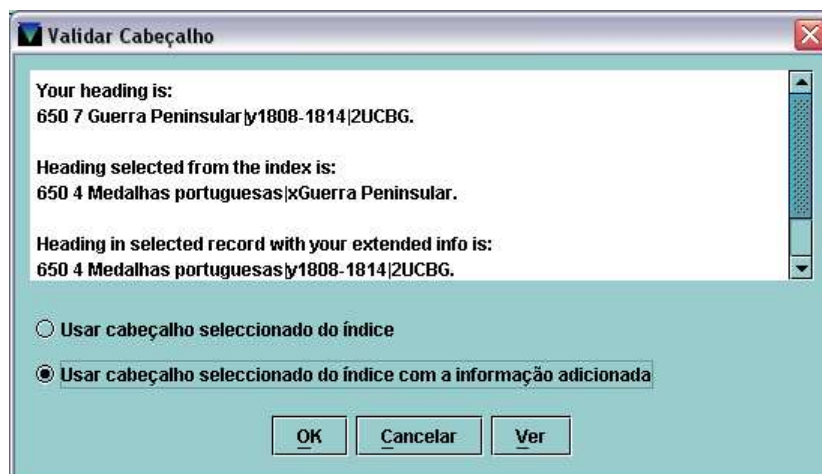 Validar Cabeçalho
Your heading is:
650 7 Guerra Peninsular|y1808-1814|2UCBG.
Heading selected from the index is:
650 4 Medalhas portuguesas|xGuerra Peninsular.
Heading in selected record with your extended info is:
650 4 Medalhas portuguesas|y1808-1814|2UCBG.
Usar cabeçalho seleccionado do índice
Usar cabeçalho seleccionado do índice com a informação adicionada
OK Cancelar Ver